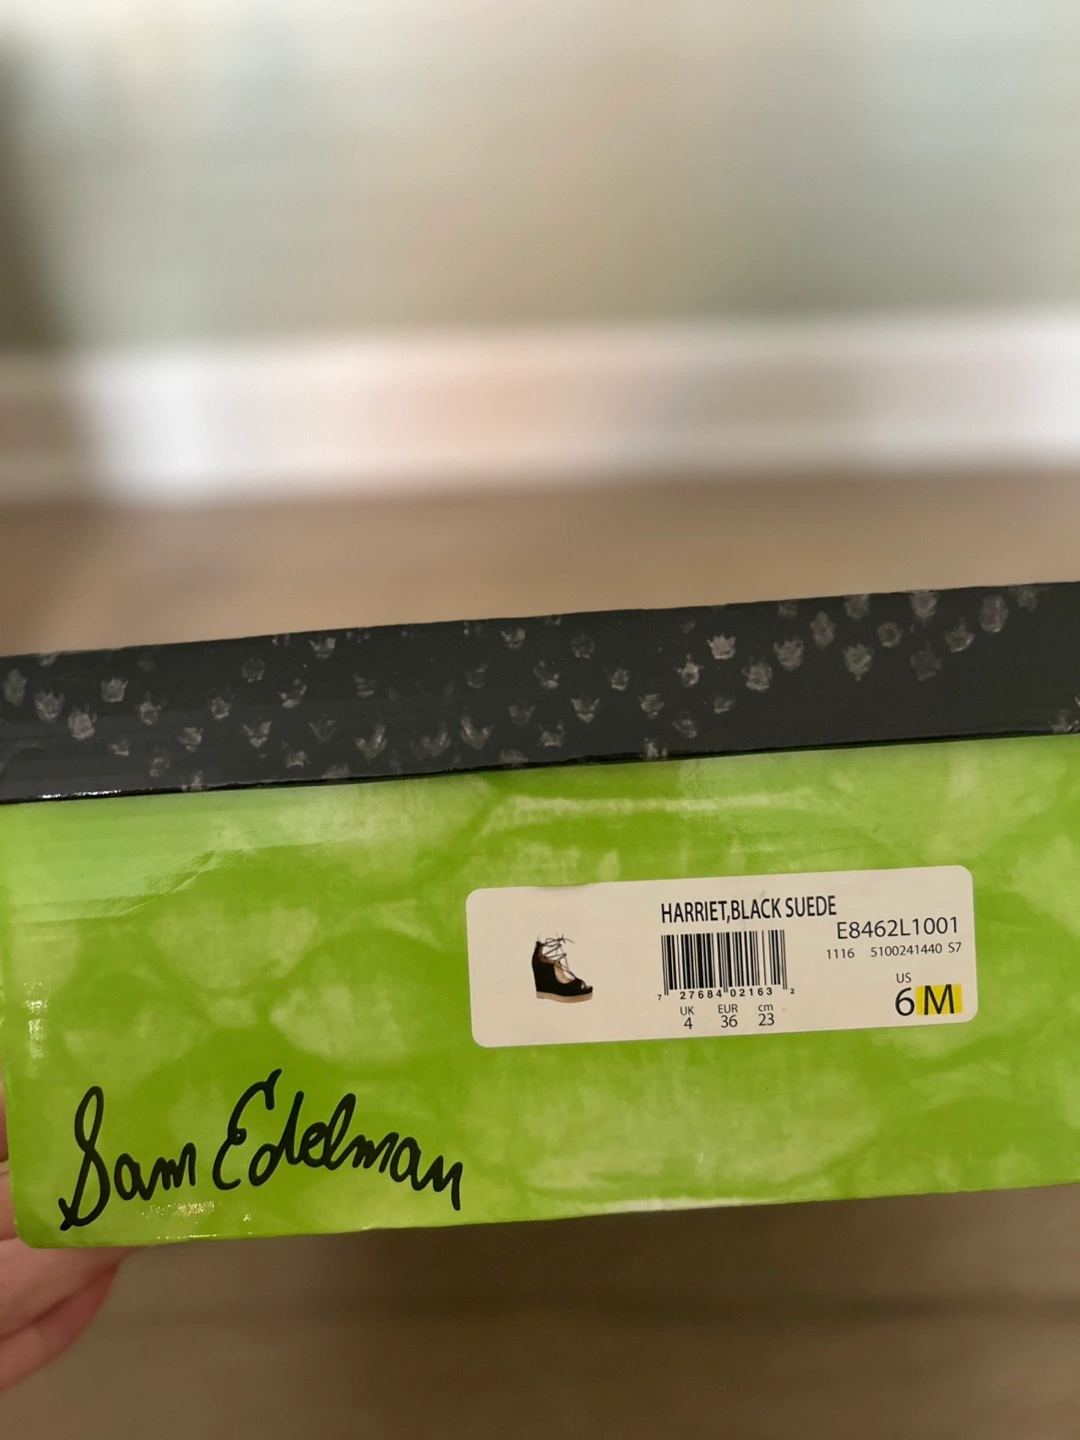 HARRIET,BLACK SUEDE
E8462L1001
1116 5100241440 S7
7 27684 02163 2
US
6 M
UK EUR cm
4 36 23
Sam Edelman